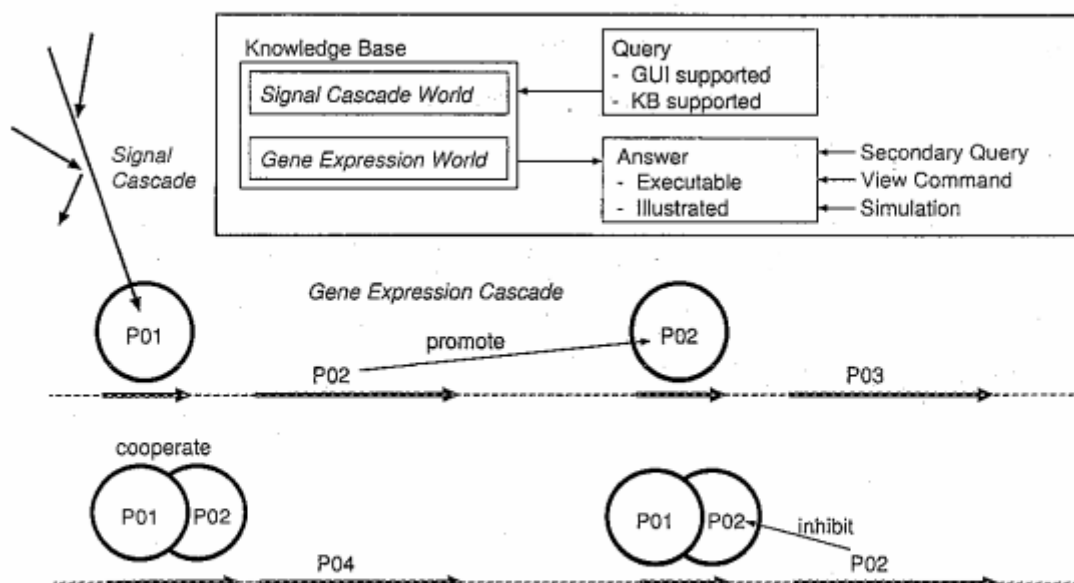 Knowledge Base
Signal Cascade World
Gene Expression World
Query
- GUI supported
- KB supported
Answer
- Executable
- Illustrated
Secondary Query
View Command
Simulation
Signal
Cascade
Gene Expression Cascade
P01
promote
P02
P02
P03
cooperate
P01
P02
P04
P01
P02
inhibit
P02